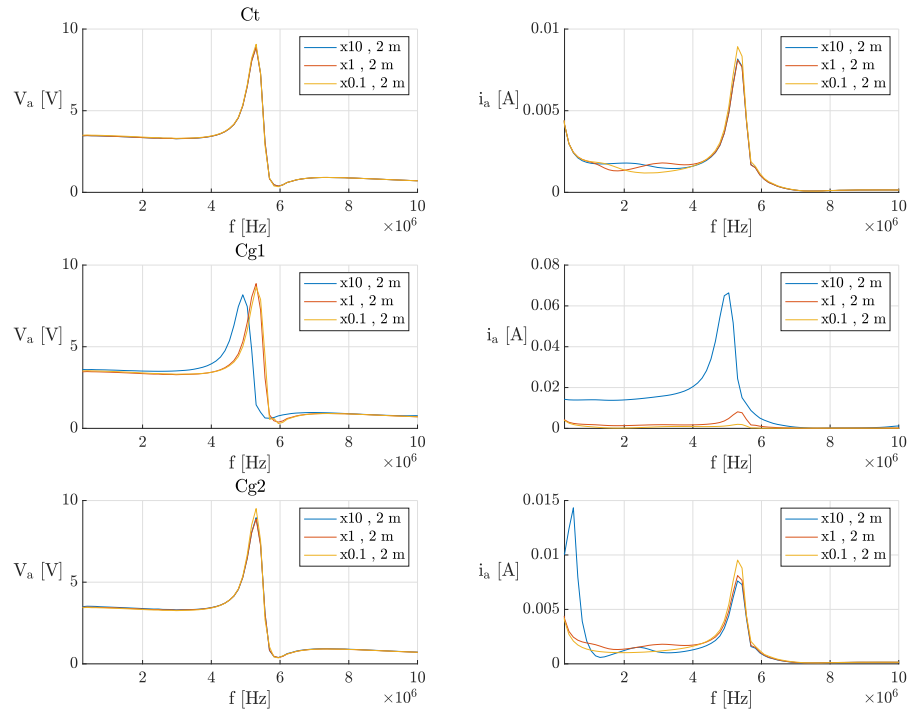 Ct
10
5
0
V_a [V]
x10 , 2 m
x1 , 2 m
x0.1 , 2 m
2 4 6 8 10
f [Hz] ×10^6
0.01
0.005
0
i_a [A]
x10 , 2 m
x1 , 2 m
x0.1 , 2 m
2 4 6 8 10
f [Hz] ×10^6
Cg1
10
5
0
V_a [V]
x10 , 2 m
x1 , 2 m
x0.1 , 2 m
2 4 6 8 10
f [Hz] ×10^6
0.08
0.06
0.04
0.02
0
i_a [A]
x10 , 2 m
x1 , 2 m
x0.1 , 2 m
2 4 6 8 10
f [Hz] ×10^6
Cg2
10
5
0
V_a [V]
x10 , 2 m
x1 , 2 m
x0.1 , 2 m
2 4 6 8 10
f [Hz] ×10^6
0.015
0.01
0.005
0
i_a [A]
x10 , 2 m
x1 , 2 m
x0.1 , 2 m
2 4 6 8 10
f [Hz] ×10^6